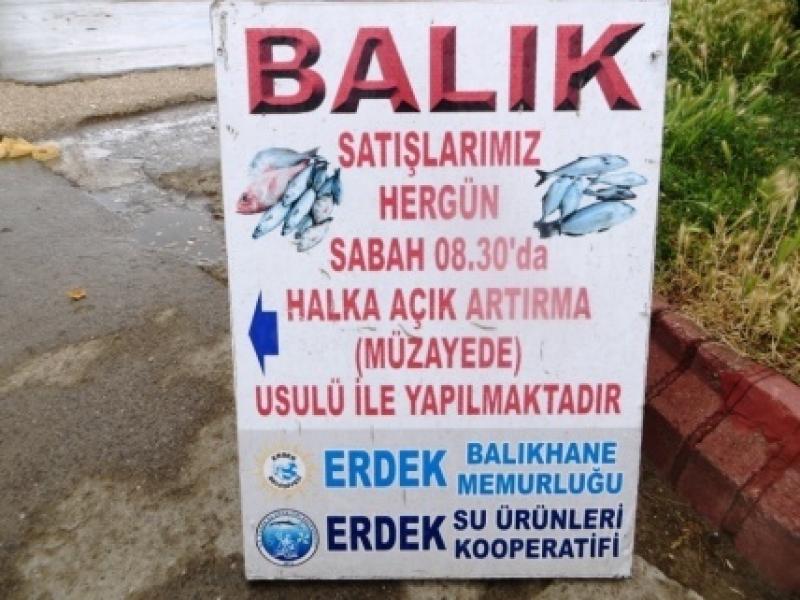 BALIK
SATIŞLARIMIZ
HERGÜN
SABAH 08.30'da
HALKA AÇIK ARTIRMA
(MÜZAYEDE)
USULÜ İLE YAPILMAKTADIR
ERDEK BALIKHANE
MEMURLUĞU
ERDEK SU ÜRÜNLERİ
KOOPERATİFİ